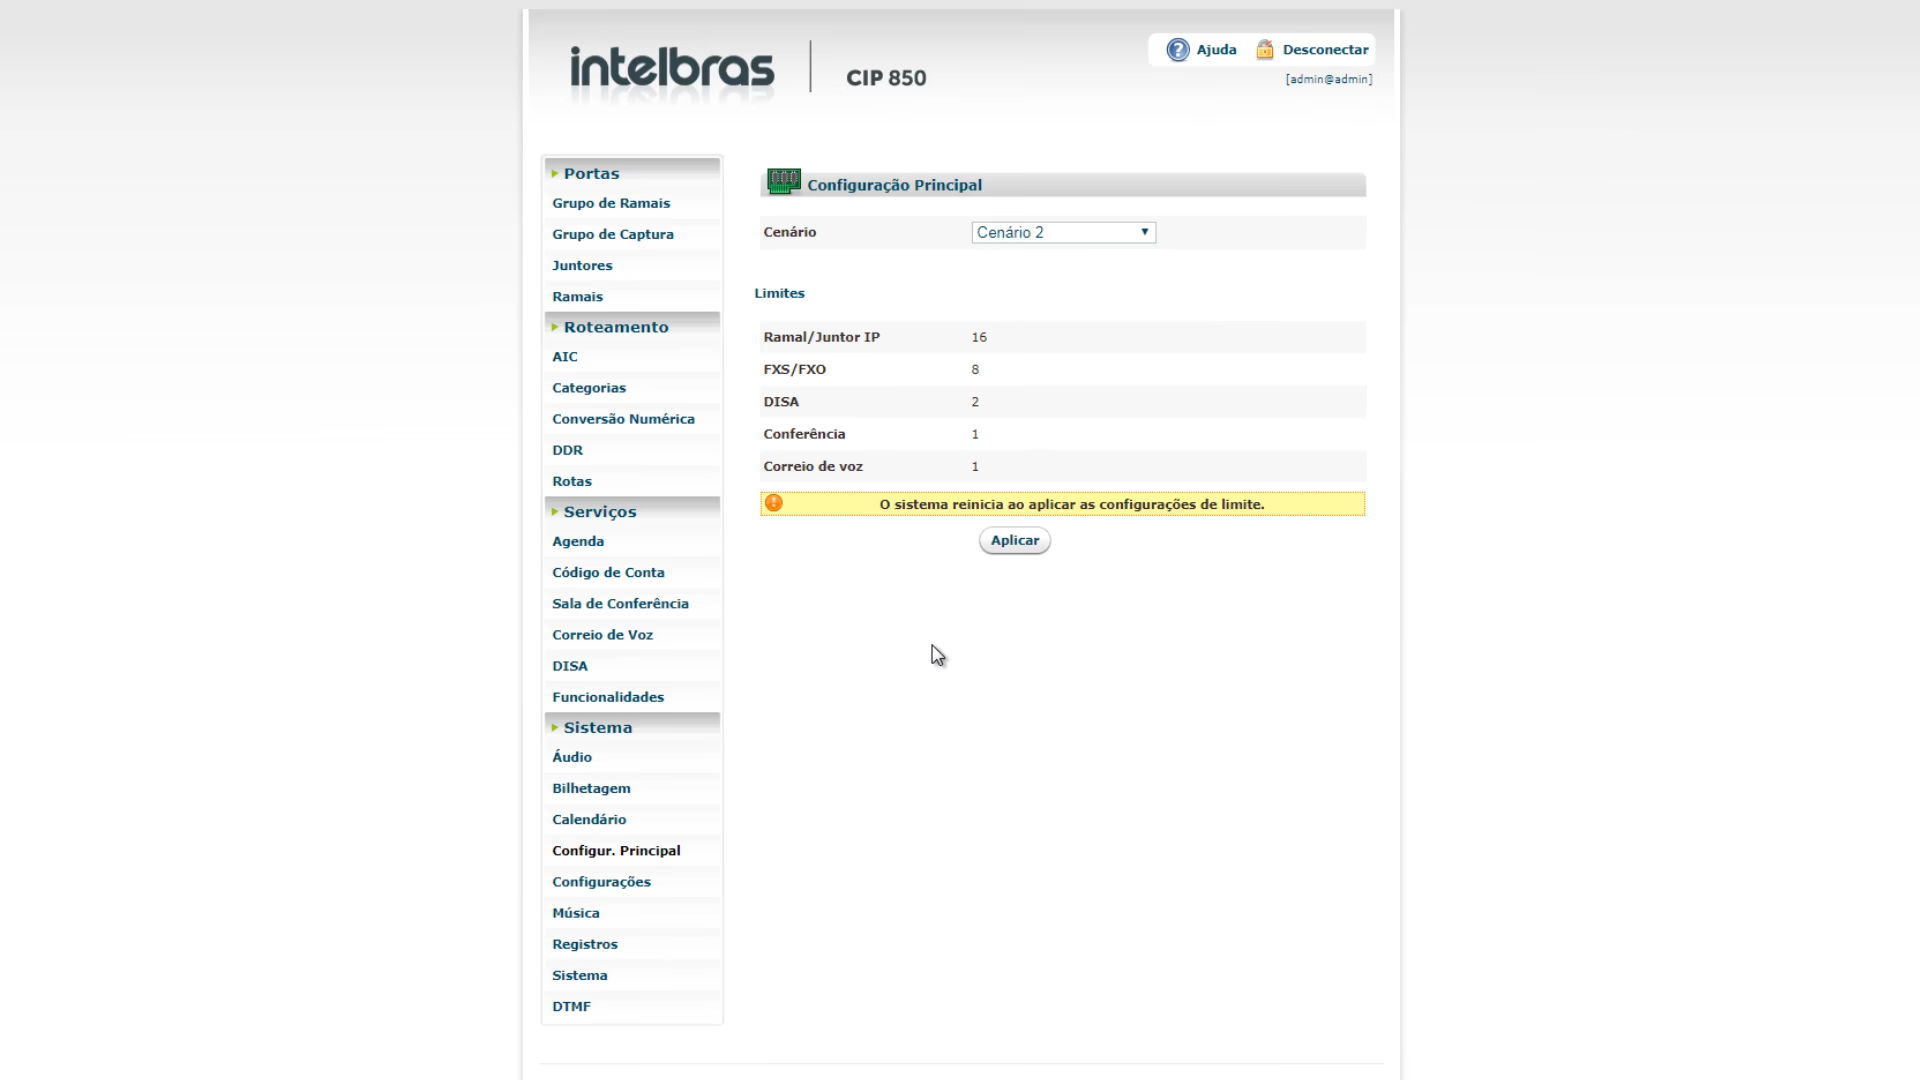 intelbras
CIP 850
Ajuda
Desconectar
[admin@admin]
Portas
Grupo de Ramais
Grupo de Captura
Juntores
Ramais
Roteamento
AIC
Categorias
Conversão Numérica
DDR
Rotas
Serviços
Agenda
Código de Conta
Sala de Conferência
Correio de Voz
DISA
Funcionalidades
Sistema
Áudio
Bilhetagem
Calendário
Configur. Principal
Configurações
Música
Registros
Sistema
DTMF
Configuração Principal
Cenário Cenário 2
Limites
Ramal/Juntor IP 16
FXS/FXO 8
DISA 2
Conferência 1
Correio de voz 1
O sistema reinicia ao aplicar as configurações de limite.
Aplicar